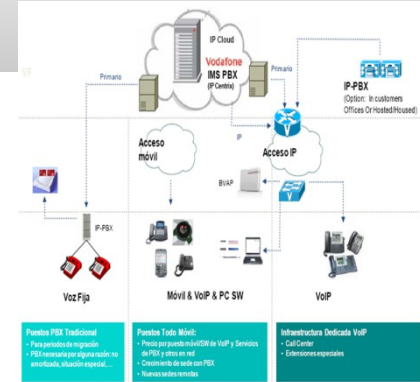 IP Cloud
Vodafone
IMS PBX
(IP Centrix)
Primario
Primario
IP-PBX
(Option: In customers
Offices Or Hosted/Housed)
VF
Acceso
móvil
IP
Acceso IP
BVAP
IP-PBX
Voz Fija
Móvil & VoIP & PC SW
VoIP
Puestos PBX Tradicional
• Para periodos de migración
• PBX necesaria por alguna razón: no
amortizada, situación especial,…
Puestos Todo Móvil:
• Precio por puesto móvil/SW de VoIP y Servicios
de PBX y otros en red
• Crecimiento de sede con PBX
• Nuevas sedes remotas
Infraestructura Dedicada VoIP
• Call Center
• Extensiones especiales